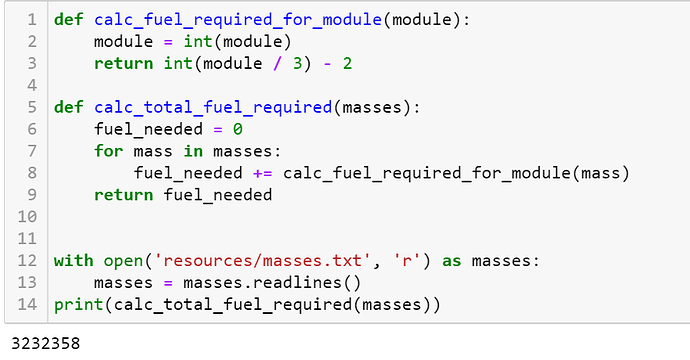 1 def calc_fuel_required_for_module(module):
2     module = int(module)
3     return int(module / 3) - 2
4
5 def calc_total_fuel_required(masses):
6     fuel_needed = 0
7     for mass in masses:
8         fuel_needed += calc_fuel_required_for_module(mass)
9     return fuel_needed
10
11
12 with open('resources/masses.txt', 'r') as masses:
13     masses = masses.readlines()
14 print(calc_total_fuel_required(masses))
3232358